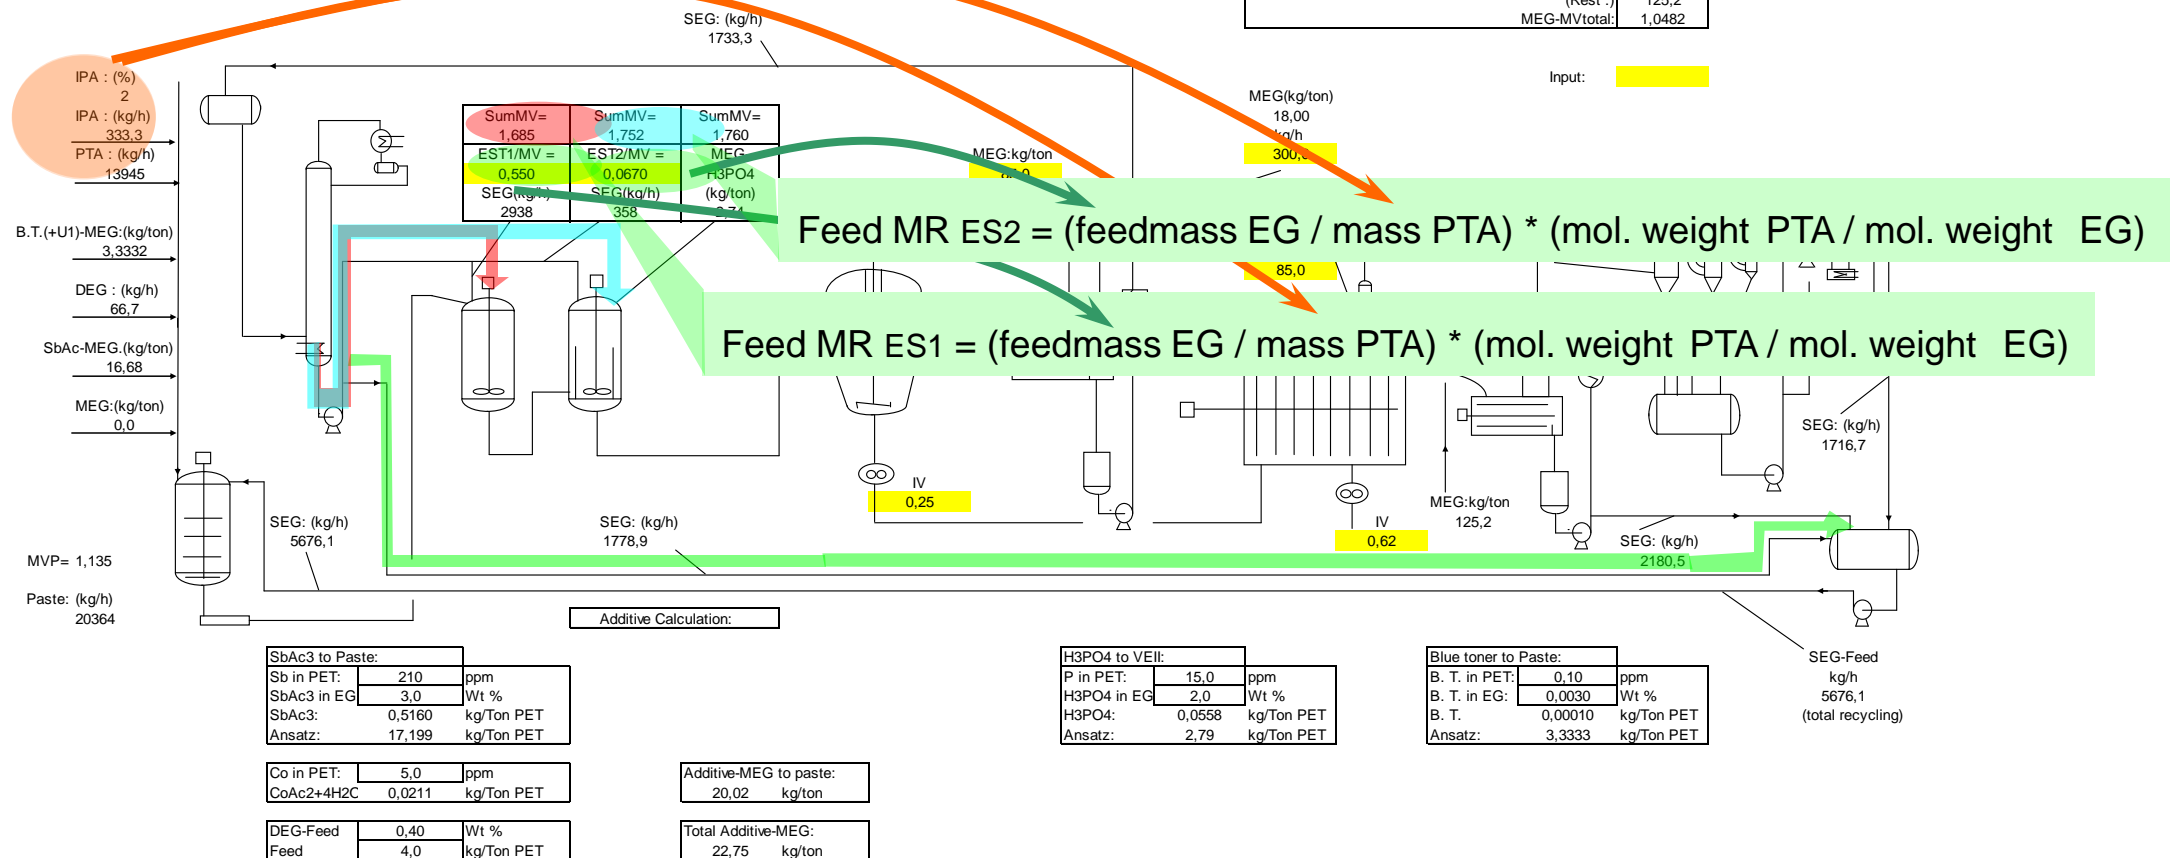 (Rest :) 125,2
MEG-MVtotal: 1,0482
SEG: (kg/h)
1733,3
Input:
IPA : (%)
2
IPA : (kg/h)
333,3
PTA : (kg/h)
13945
B.T.(+U1)-MEG:(kg/ton)
3,3332
DEG : (kg/h)
66,7
SbAc-MEG.(kg/ton)
16,68
MEG:(kg/ton)
0,0
SumMV= SumMV= SumMV=
1,685 1,752 1,760
EST1/MV = EST2/MV = MEG
0,550 0,0670 H3PO4
SEG(kg/h) SEG(kg/h) (kg/ton)
2938 358 2,74
MEG:kg/ton
MEG(kg/ton)
18,00
kg/h
300,0
Feed MR ES2 = (feedmass EG / mass PTA) * (mol. weight PTA / mol. weight EG)
85,0
Feed MR ES1 = (feedmass EG / mass PTA) * (mol. weight PTA / mol. weight EG)
SEG: (kg/h)
1716,7
IV
0,25
MEG:kg/ton
125,2
IV
0,62
SEG: (kg/h)
5676,1
SEG: (kg/h)
1778,9
SEG: (kg/h)
2180,5
MVP= 1,135
Paste: (kg/h)
20364
Additive Calculation:
SbAc3 to Paste:
Sb in PET: 210 ppm
SbAc3 in EG 3,0 Wt %
SbAc3: 0,5160 kg/Ton PET
Ansatz: 17,199 kg/Ton PET
H3PO4 to VEII:
P in PET: 15,0 ppm
H3PO4 in EG 2,0 Wt %
H3PO4: 0,0558 kg/Ton PET
Ansatz: 2,79 kg/Ton PET
Blue toner to Paste:
B. T. in PET: 0,10 ppm
B. T. in EG: 0,0030 Wt %
B. T. 0,00010 kg/Ton PET
Ansatz: 3,3333 kg/Ton PET
SEG-Feed
kg/h
5676,1
(total recycling)
Co in PET: 5,0 ppm
CoAc2+4H2O 0,0211 kg/Ton PET
Additive-MEG to paste:
20,02 kg/ton
DEG-Feed 0,40 Wt %
Feed 4,0 kg/Ton PET
Total Additive-MEG:
22,75 kg/ton